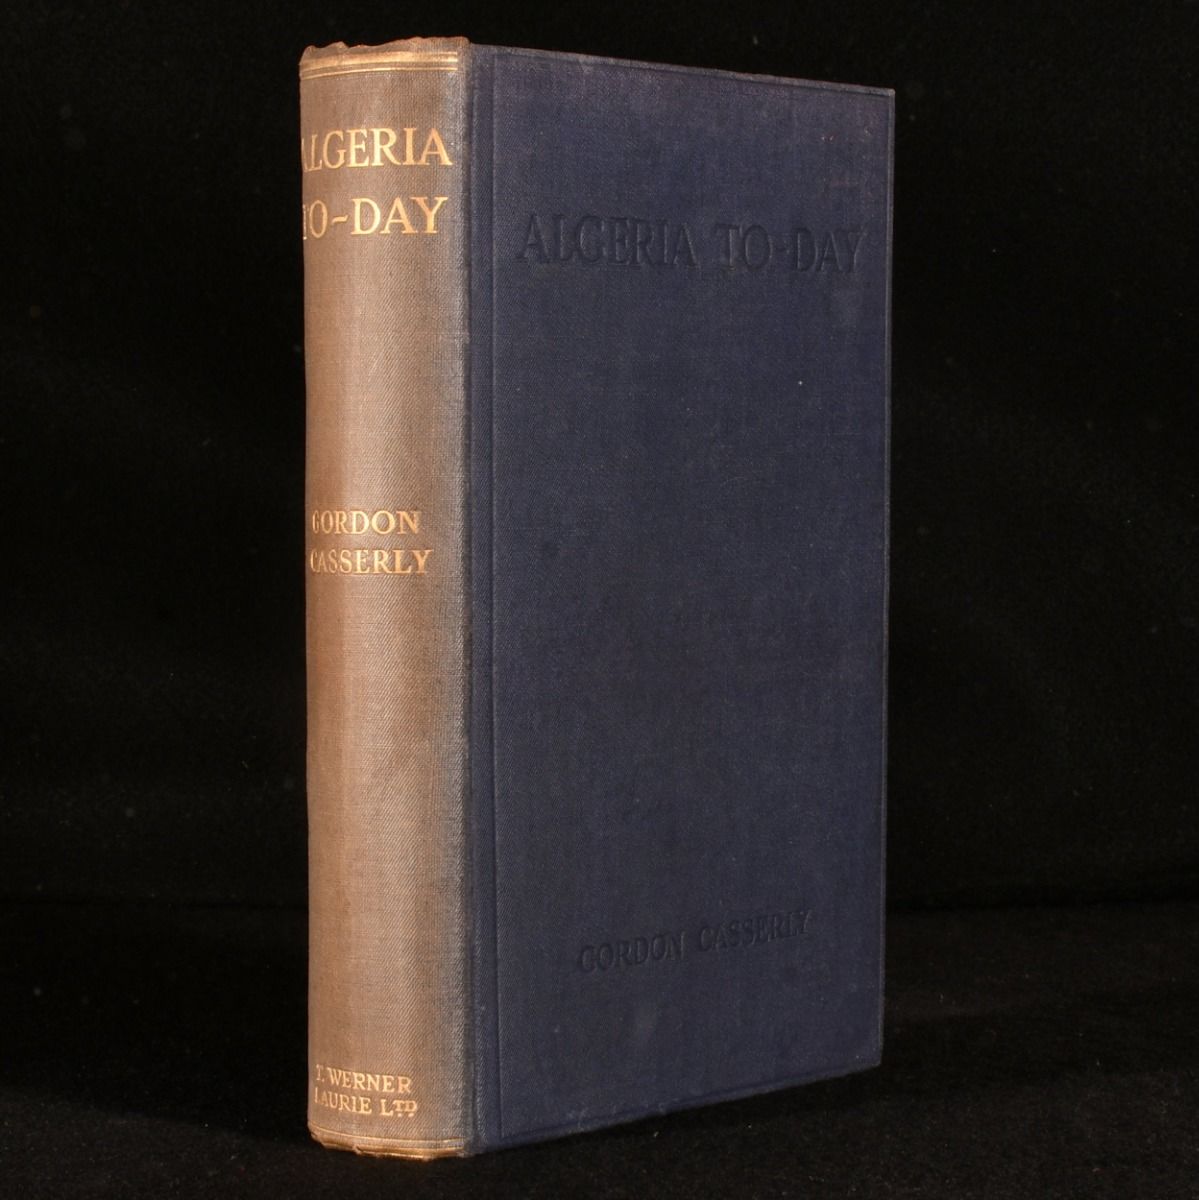 ALGERIA
TO-DAY
GORDON
CASSERLY
T. WERNER
LAURIE LTD
ALGERIA TO-DAY
GORDON CASSERLY